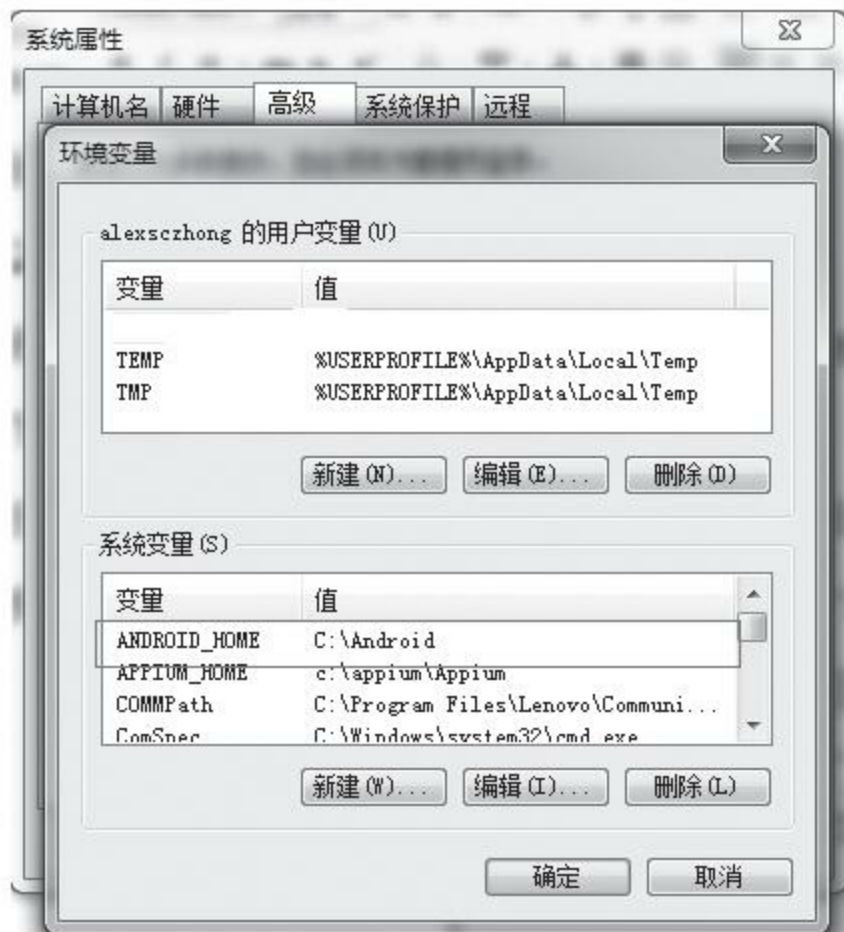 系统属性
计算机名 硬件 高级 系统保护 远程
环境变量
alexsczhong 的用户变量(U)
变量 值
TEMP %USERPROFILE%\AppData\Local\Temp
TMP %USERPROFILE%\AppData\Local\Temp
新建(N)... 编辑(E)... 删除(D)
系统变量(S)
变量 值
ANDROID_HOME C:\Android
APPIUM_HOME c:\appium\Appium
COMMPath C:\Program Files\Lenovo\Communi...
ComSpec C:\Windows\system32\cmd.exe
新建(W)... 编辑(I)... 删除(L)
确定 取消